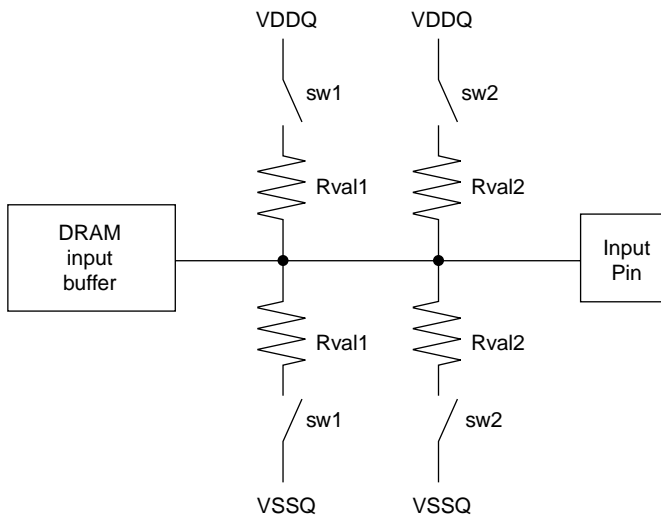 VDDQ
VDDQ
sw1
sw2
Rval1
Rval2
DRAM
input
buffer
Input
Pin
Rval1
Rval2
sw1
sw2
VSSQ
VSSQ